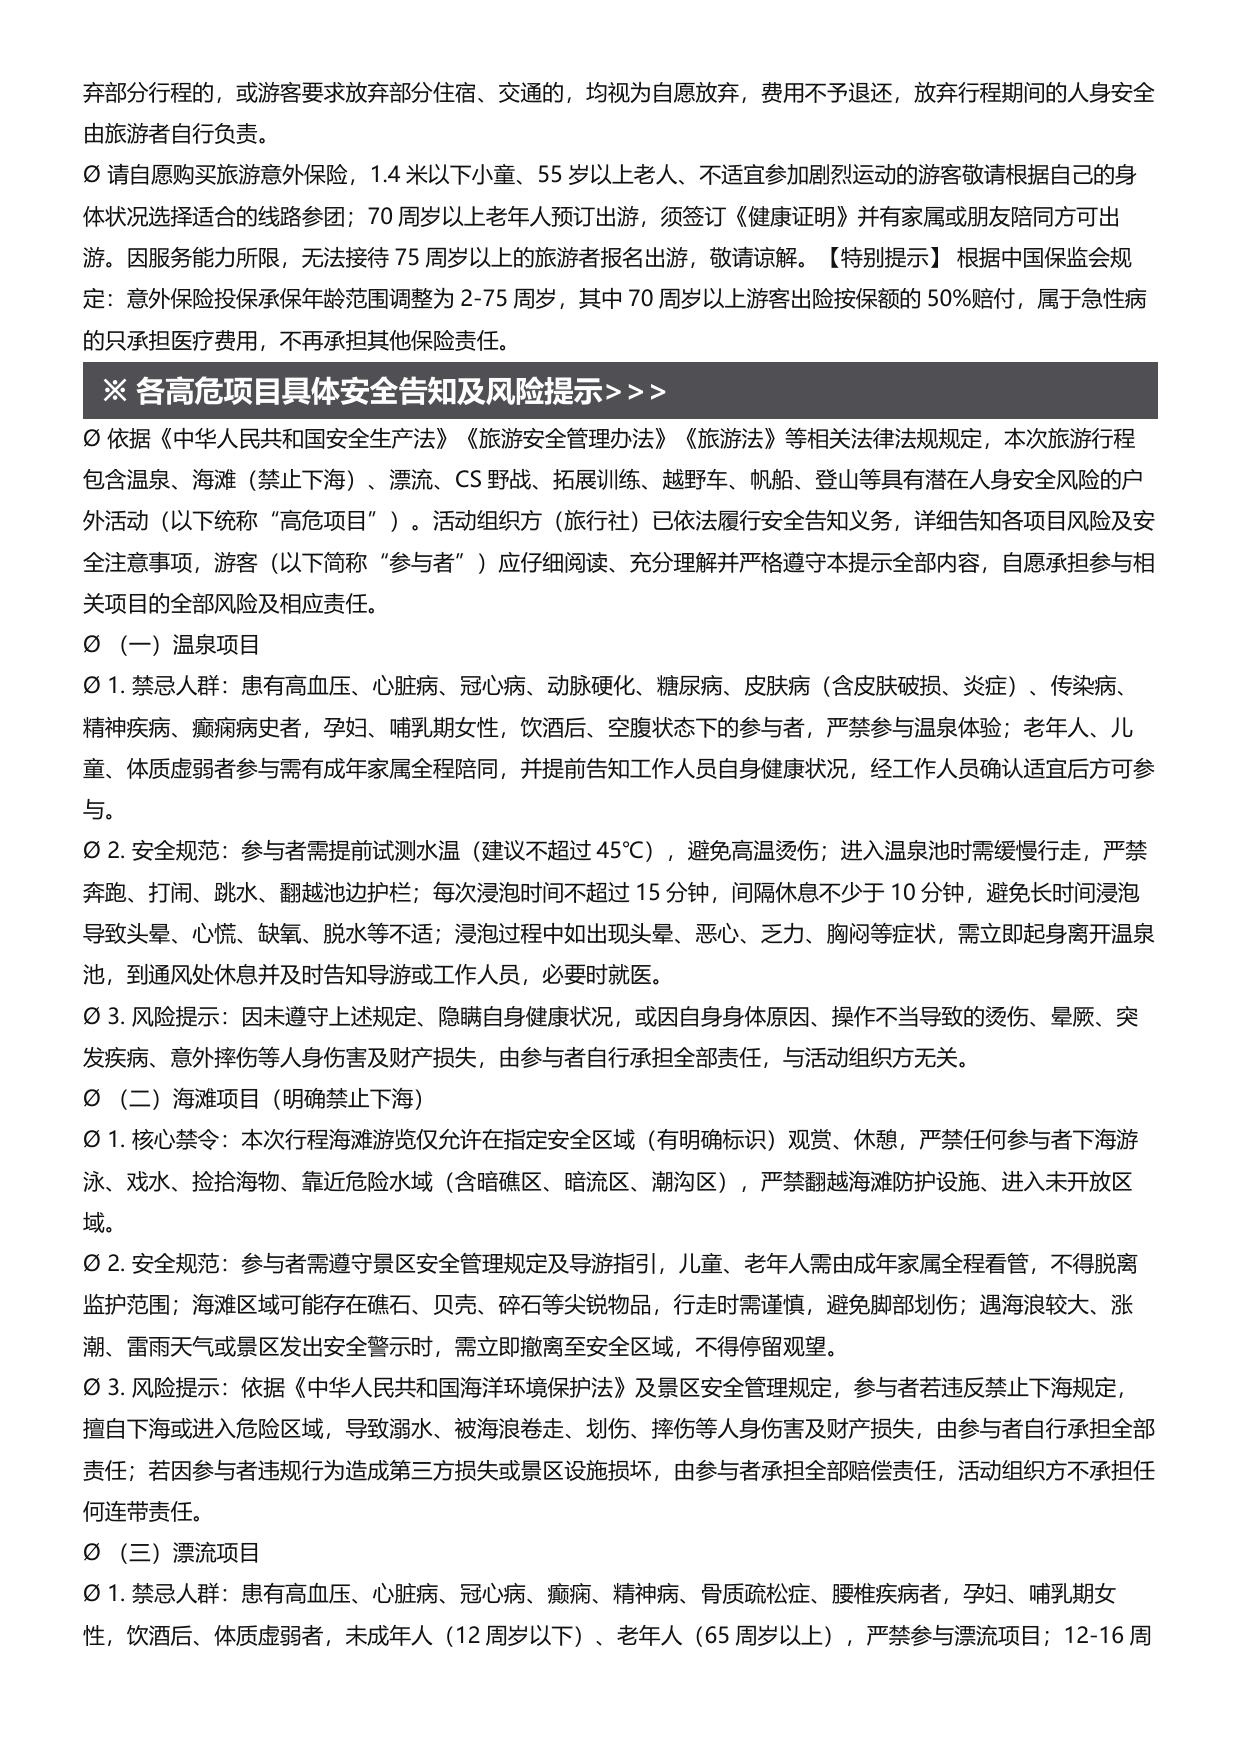 弃部分行程的，或游客要求放弃部分住宿、交通的，均视为自愿放弃，费用不予退还，放弃行程期间的人身安全
由旅游者自行负责。
Ø 请自愿购买旅游意外保险，1.4 米以下小童、55 岁以上老人、不适宜参加剧烈运动的游客敬请根据自己的身
体状况选择适合的线路参团；70 周岁以上老年人预订出游，须签订《健康证明》并有家属或朋友陪同方可出
游。因服务能力所限，无法接待 75 周岁以上的旅游者报名出游，敬请谅解。【特别提示】 根据中国保监会规
定：意外保险投保承保年龄范围调整为 2-75 周岁，其中 70 周岁以上游客出险按保额的 50%赔付，属于急性病
的只承担医疗费用，不再承担其他保险责任。
※ 各高危项目具体安全告知及风险提示>>>
Ø 依据《中华人民共和国安全生产法》《旅游安全管理办法》《旅游法》等相关法律法规规定，本次旅游行程
包含温泉、海滩（禁止下海）、漂流、CS 野战、拓展训练、越野车、帆船、登山等具有潜在人身安全风险的户
外活动（以下统称“高危项目”）。活动组织方（旅行社）已依法履行安全告知义务，详细告知各项目风险及安
全注意事项，游客（以下简称“参与者”）应仔细阅读、充分理解并严格遵守本提示全部内容，自愿承担参与相
关项目的全部风险及相应责任。
Ø （一）温泉项目
Ø 1. 禁忌人群：患有高血压、心脏病、冠心病、动脉硬化、糖尿病、皮肤病（含皮肤破损、炎症）、传染病、
精神疾病、癫痫病史者，孕妇、哺乳期女性，饮酒后、空腹状态下的参与者，严禁参与温泉体验；老年人、儿
童、体质虚弱者参与需有成年家属全程陪同，并提前告知工作人员自身健康状况，经工作人员确认适宜后方可参
与。
Ø 2. 安全规范：参与者需提前试测水温（建议不超过 45℃），避免高温烫伤；进入温泉池时需缓慢行走，严禁
奔跑、打闹、跳水、翻越池边护栏；每次浸泡时间不超过 15 分钟，间隔休息不少于 10 分钟，避免长时间浸泡
导致头晕、心慌、缺氧、脱水等不适；浸泡过程中如出现头晕、恶心、乏力、胸闷等症状，需立即起身离开温泉
池，到通风处休息并及时告知导游或工作人员，必要时就医。
Ø 3. 风险提示：因未遵守上述规定、隐瞒自身健康状况，或因自身身体原因、操作不当导致的烫伤、晕厥、突
发疾病、意外摔伤等人身伤害及财产损失，由参与者自行承担全部责任，与活动组织方无关。
Ø （二）海滩项目（明确禁止下海）
Ø 1. 核心禁令：本次行程海滩游览仅允许在指定安全区域（有明确标识）观赏、休憩，严禁任何参与者下海游
泳、戏水、捡拾海物、靠近危险水域（含暗礁区、暗流区、潮沟区），严禁翻越海滩防护设施、进入未开放区
域。
Ø 2. 安全规范：参与者需遵守景区安全管理规定及导游指引，儿童、老年人需由成年家属全程看管，不得脱离
监护范围；海滩区域可能存在礁石、贝壳、碎石等尖锐物品，行走时需谨慎，避免脚部划伤；遇海浪较大、涨
潮、雷雨天气或景区发出安全警示时，需立即撤离至安全区域，不得停留观望。
Ø 3. 风险提示：依据《中华人民共和国海洋环境保护法》及景区安全管理规定，参与者若违反禁止下海规定，
擅自下海或进入危险区域，导致溺水、被海浪卷走、划伤、摔伤等人身伤害及财产损失，由参与者自行承担全部
责任；若因参与者违规行为造成第三方损失或景区设施损坏，由参与者承担全部赔偿责任，活动组织方不承担任
何连带责任。
Ø （三）漂流项目
Ø 1. 禁忌人群：患有高血压、心脏病、冠心病、癫痫、精神病、骨质疏松症、腰椎疾病者，孕妇、哺乳期女
性，饮酒后、体质虚弱者，未成年人（12 周岁以下）、老年人（65 周岁以上），严禁参与漂流项目；12-16 周